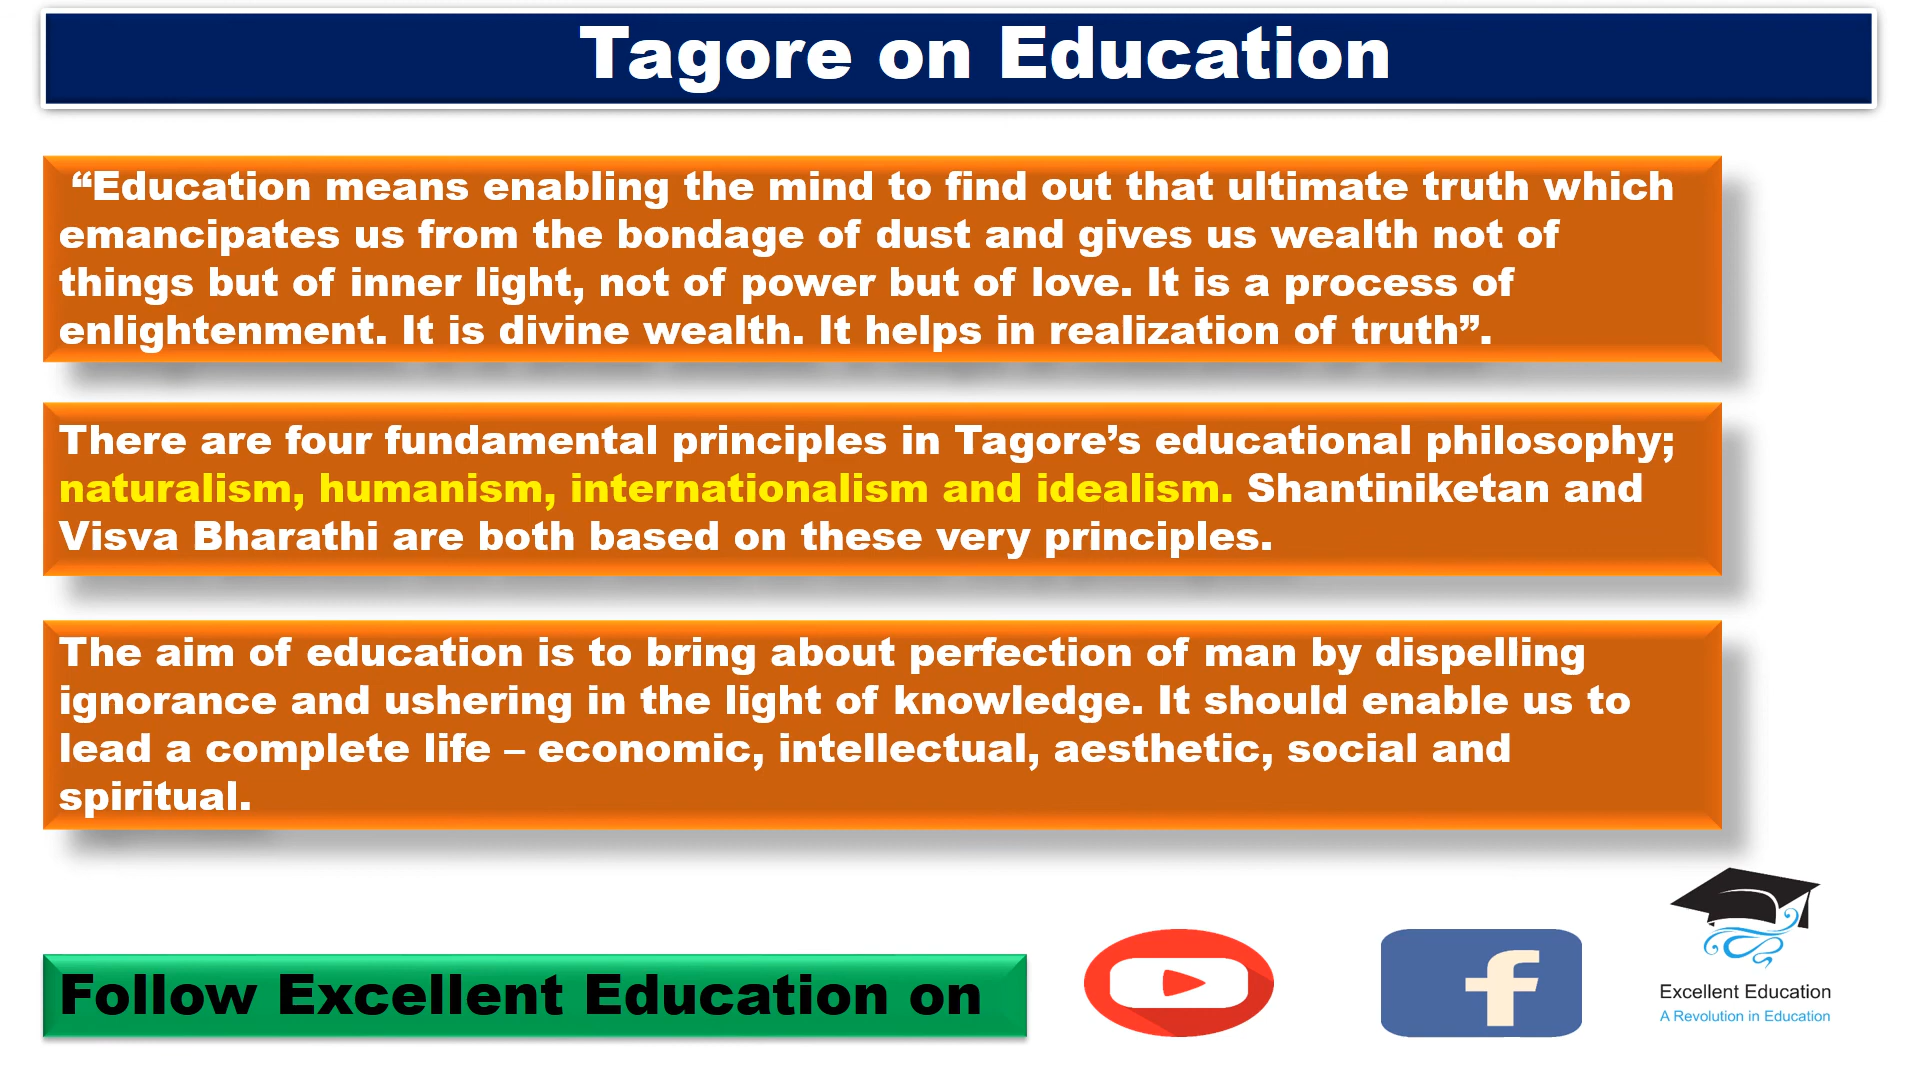 Tagore on Education
“Education means enabling the mind to find out that ultimate truth which
emancipates us from the bondage of dust and gives us wealth not of
things but of inner light, not of power but of love. It is a process of
enlightenment. It is divine wealth. It helps in realization of truth”.
There are four fundamental principles in Tagore’s educational philosophy;
naturalism, humanism, internationalism and idealism. Shantiniketan and
Visva Bharathi are both based on these very principles.
The aim of education is to bring about perfection of man by dispelling
ignorance and ushering in the light of knowledge. It should enable us to
lead a complete life – economic, intellectual, aesthetic, social and
spiritual.
Follow Excellent Education on
f
Excellent Education
A Revolution in Education